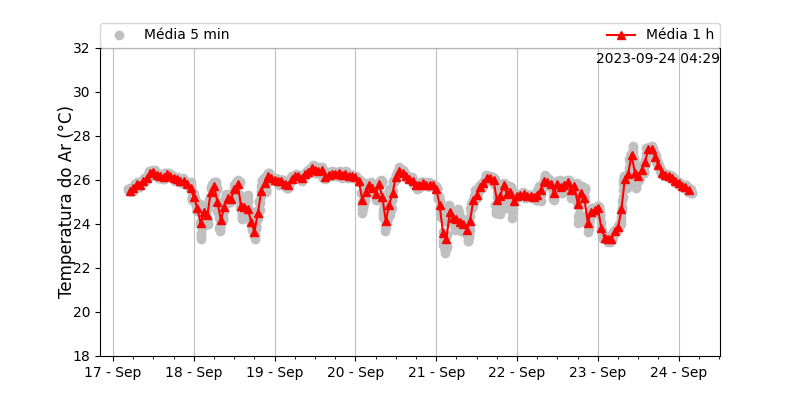 Média 5 min
Média 1 h
2023-09-24 04:29
Temperatura do Ar (°C)
32
30
28
26
24
22
20
18
17 - Sep
18 - Sep
19 - Sep
20 - Sep
21 - Sep
22 - Sep
23 - Sep
24 - Sep